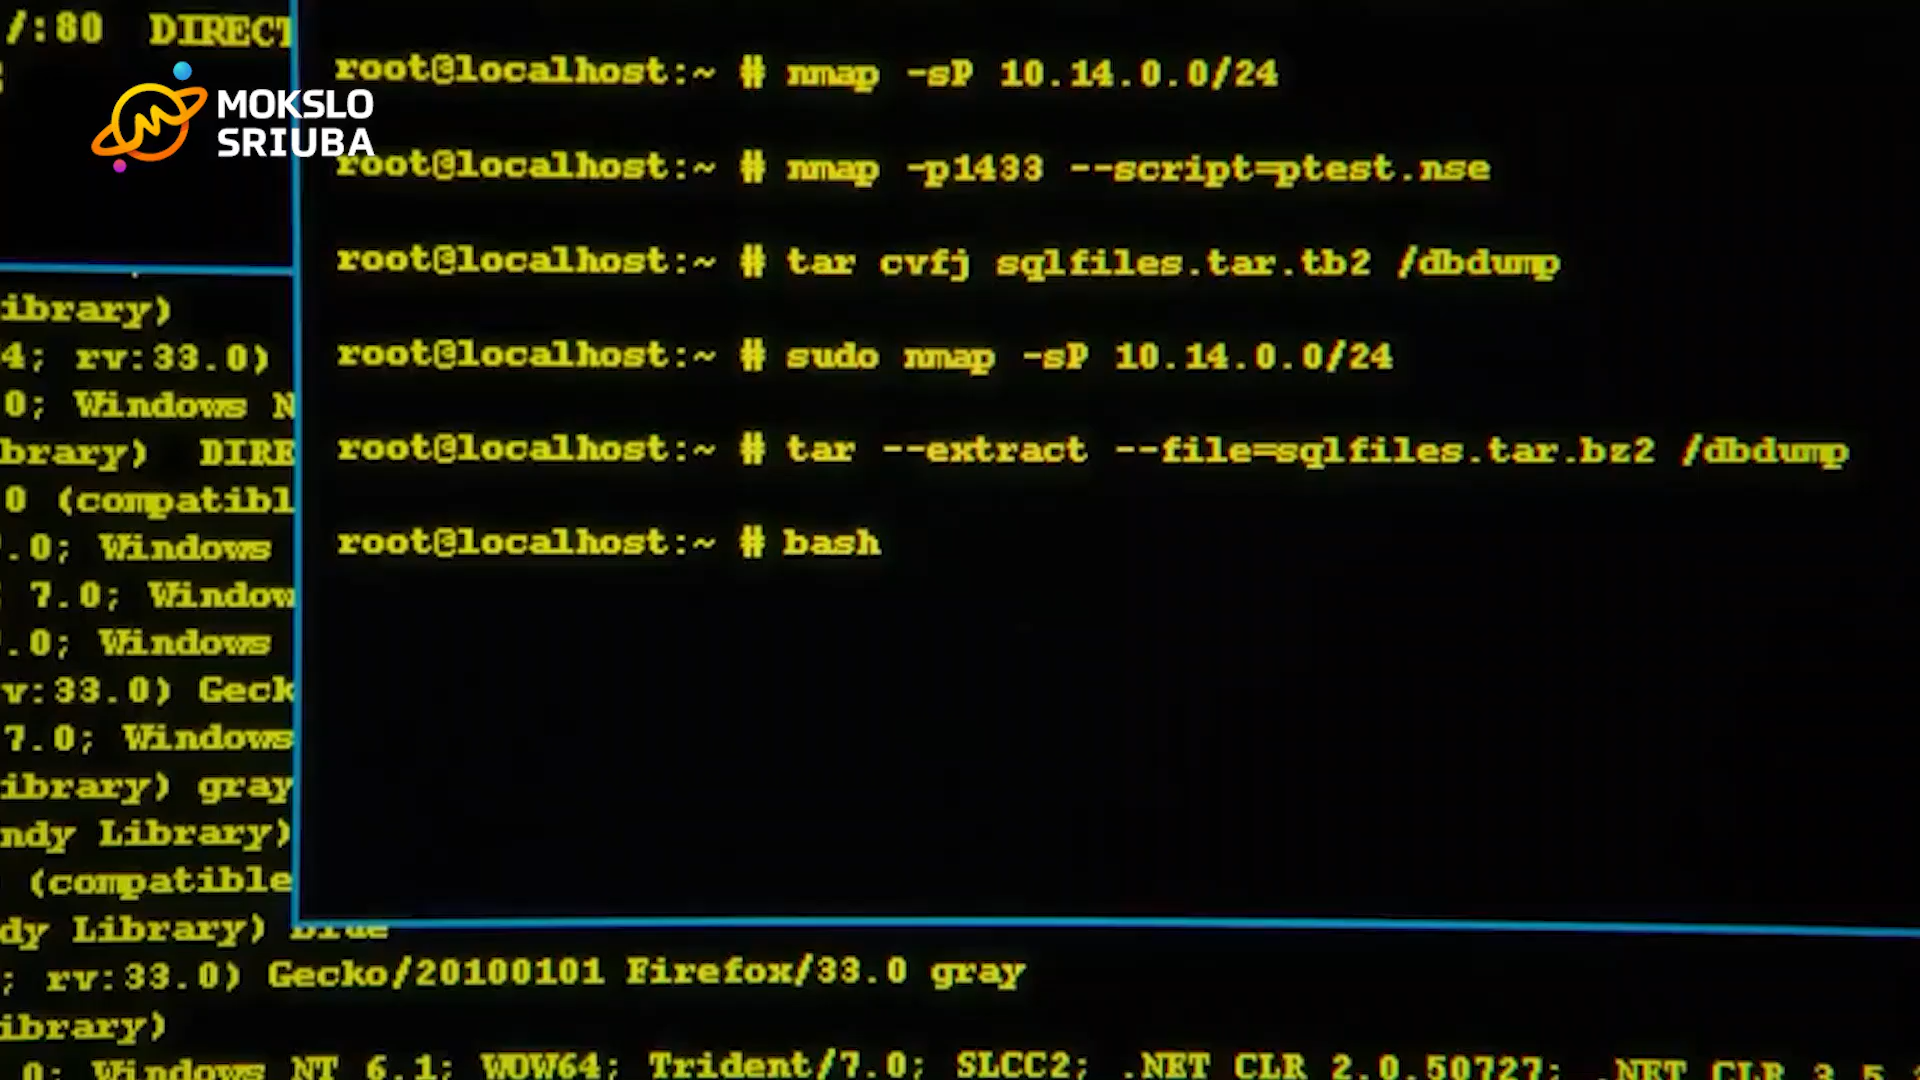 /:80 DIRECT
MOKSLO
SRIUBA
root@localhost:~ # nmap -sP 10.14.0.0/24
root@localhost:~ # nmap -p1433 --script=ptest.nse
root@localhost:~ # tar cvfj sqlfiles.tar.tb2 /dbdump
root@localhost:~ # sudo nmap -sP 10.14.0.0/24
root@localhost:~ # tar --extract --file=sqlfiles.tar.bz2 /dbdump
root@localhost:~ # bash
ibrary)
4; rv:33.0)
0; Windows N
brary) DIRE
0 (compatibl
.0; Windows
7.0; Window
.0; Windows
v:33.0) Geck
7.0; Windows
ibrary) gray
ndy Library)
(compatible
dy Library) blue
; rv:33.0) Gecko/20100101 Firefox/33.0 gray
ibrary)
0; Windows NT 6.1; WOW64; Trident/7.0; SLCC2; .NET CLR 2.0.50727; .NET CLR 3.5.